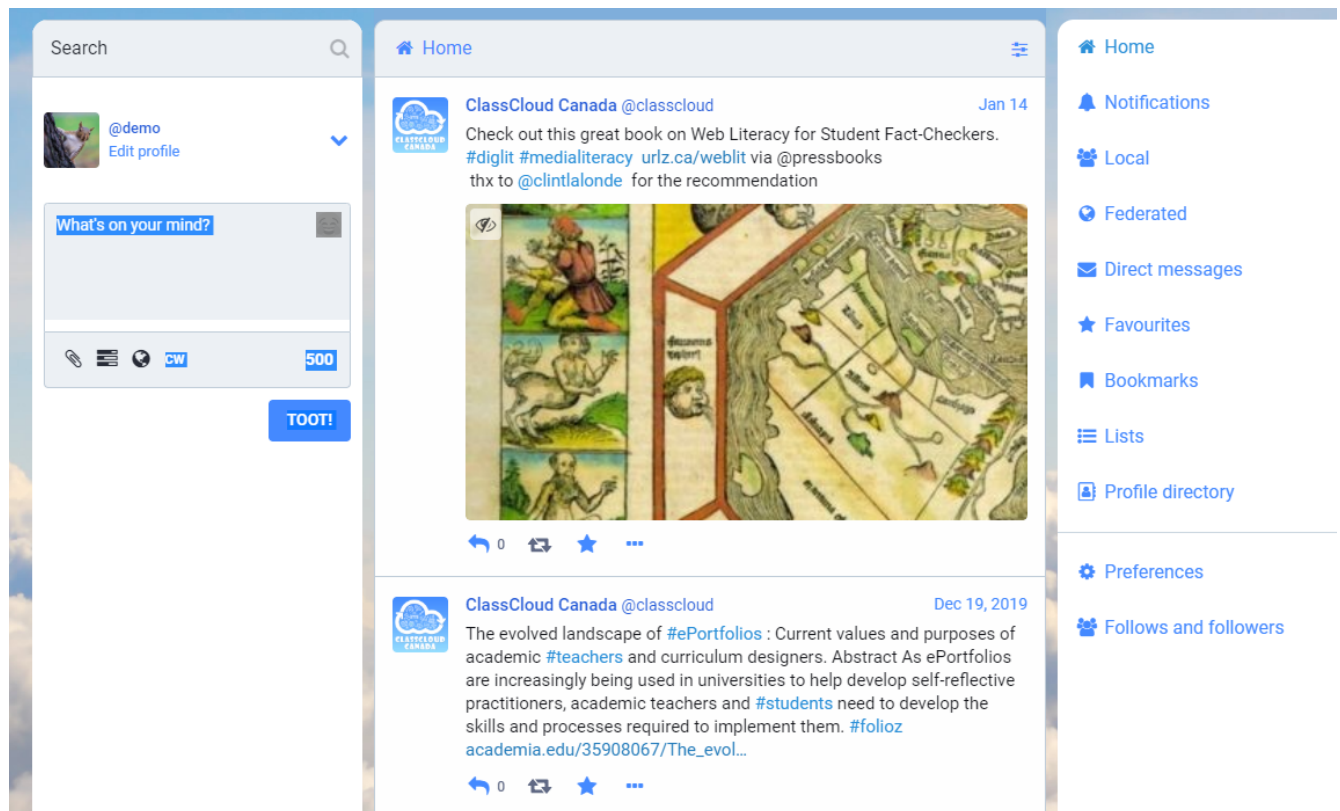 Search
@demo
Edit profile
What's on your mind?
CW
500
TOOT!
Home
ClassCloud Canada @classcloud
Jan 14
CLASSCLOUD
CANADA
Check out this great book on Web Literacy for Student Fact-Checkers.
#diglit #medialiteracy urlz.ca/weblit via @pressbooks
thx to @clintlalonde for the recommendation
0
ClassCloud Canada @classcloud
Dec 19, 2019
CLASSCLOUD
CANADA
The evolved landscape of #ePortfolios : Current values and purposes of
academic #teachers and curriculum designers. Abstract As ePortfolios
are increasingly being used in universities to help develop self-reflective
practitioners, academic teachers and #students need to develop the
skills and processes required to implement them. #folioz
academia.edu/35908067/The_evol…
0
Home
Notifications
Local
Federated
Direct messages
Favourites
Bookmarks
Lists
Profile directory
Preferences
Follows and followers